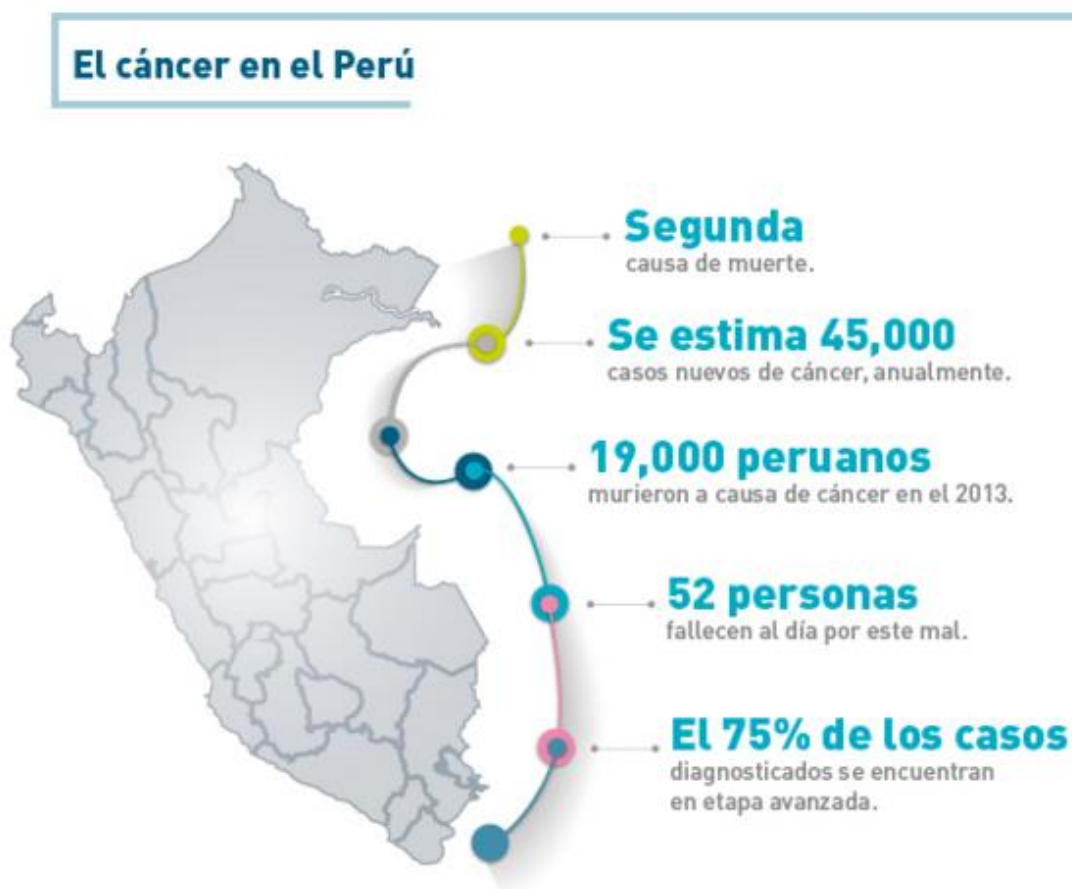 El cáncer en el Perú
Segunda
causa de muerte.
Se estima 45,000
casos nuevos de cáncer, anualmente.
19,000 peruanos
murieron a causa de cáncer en el 2013.
52 personas
fallecen al día por este mal.
El 75% de los casos
diagnosticados se encuentran
en etapa avanzada.